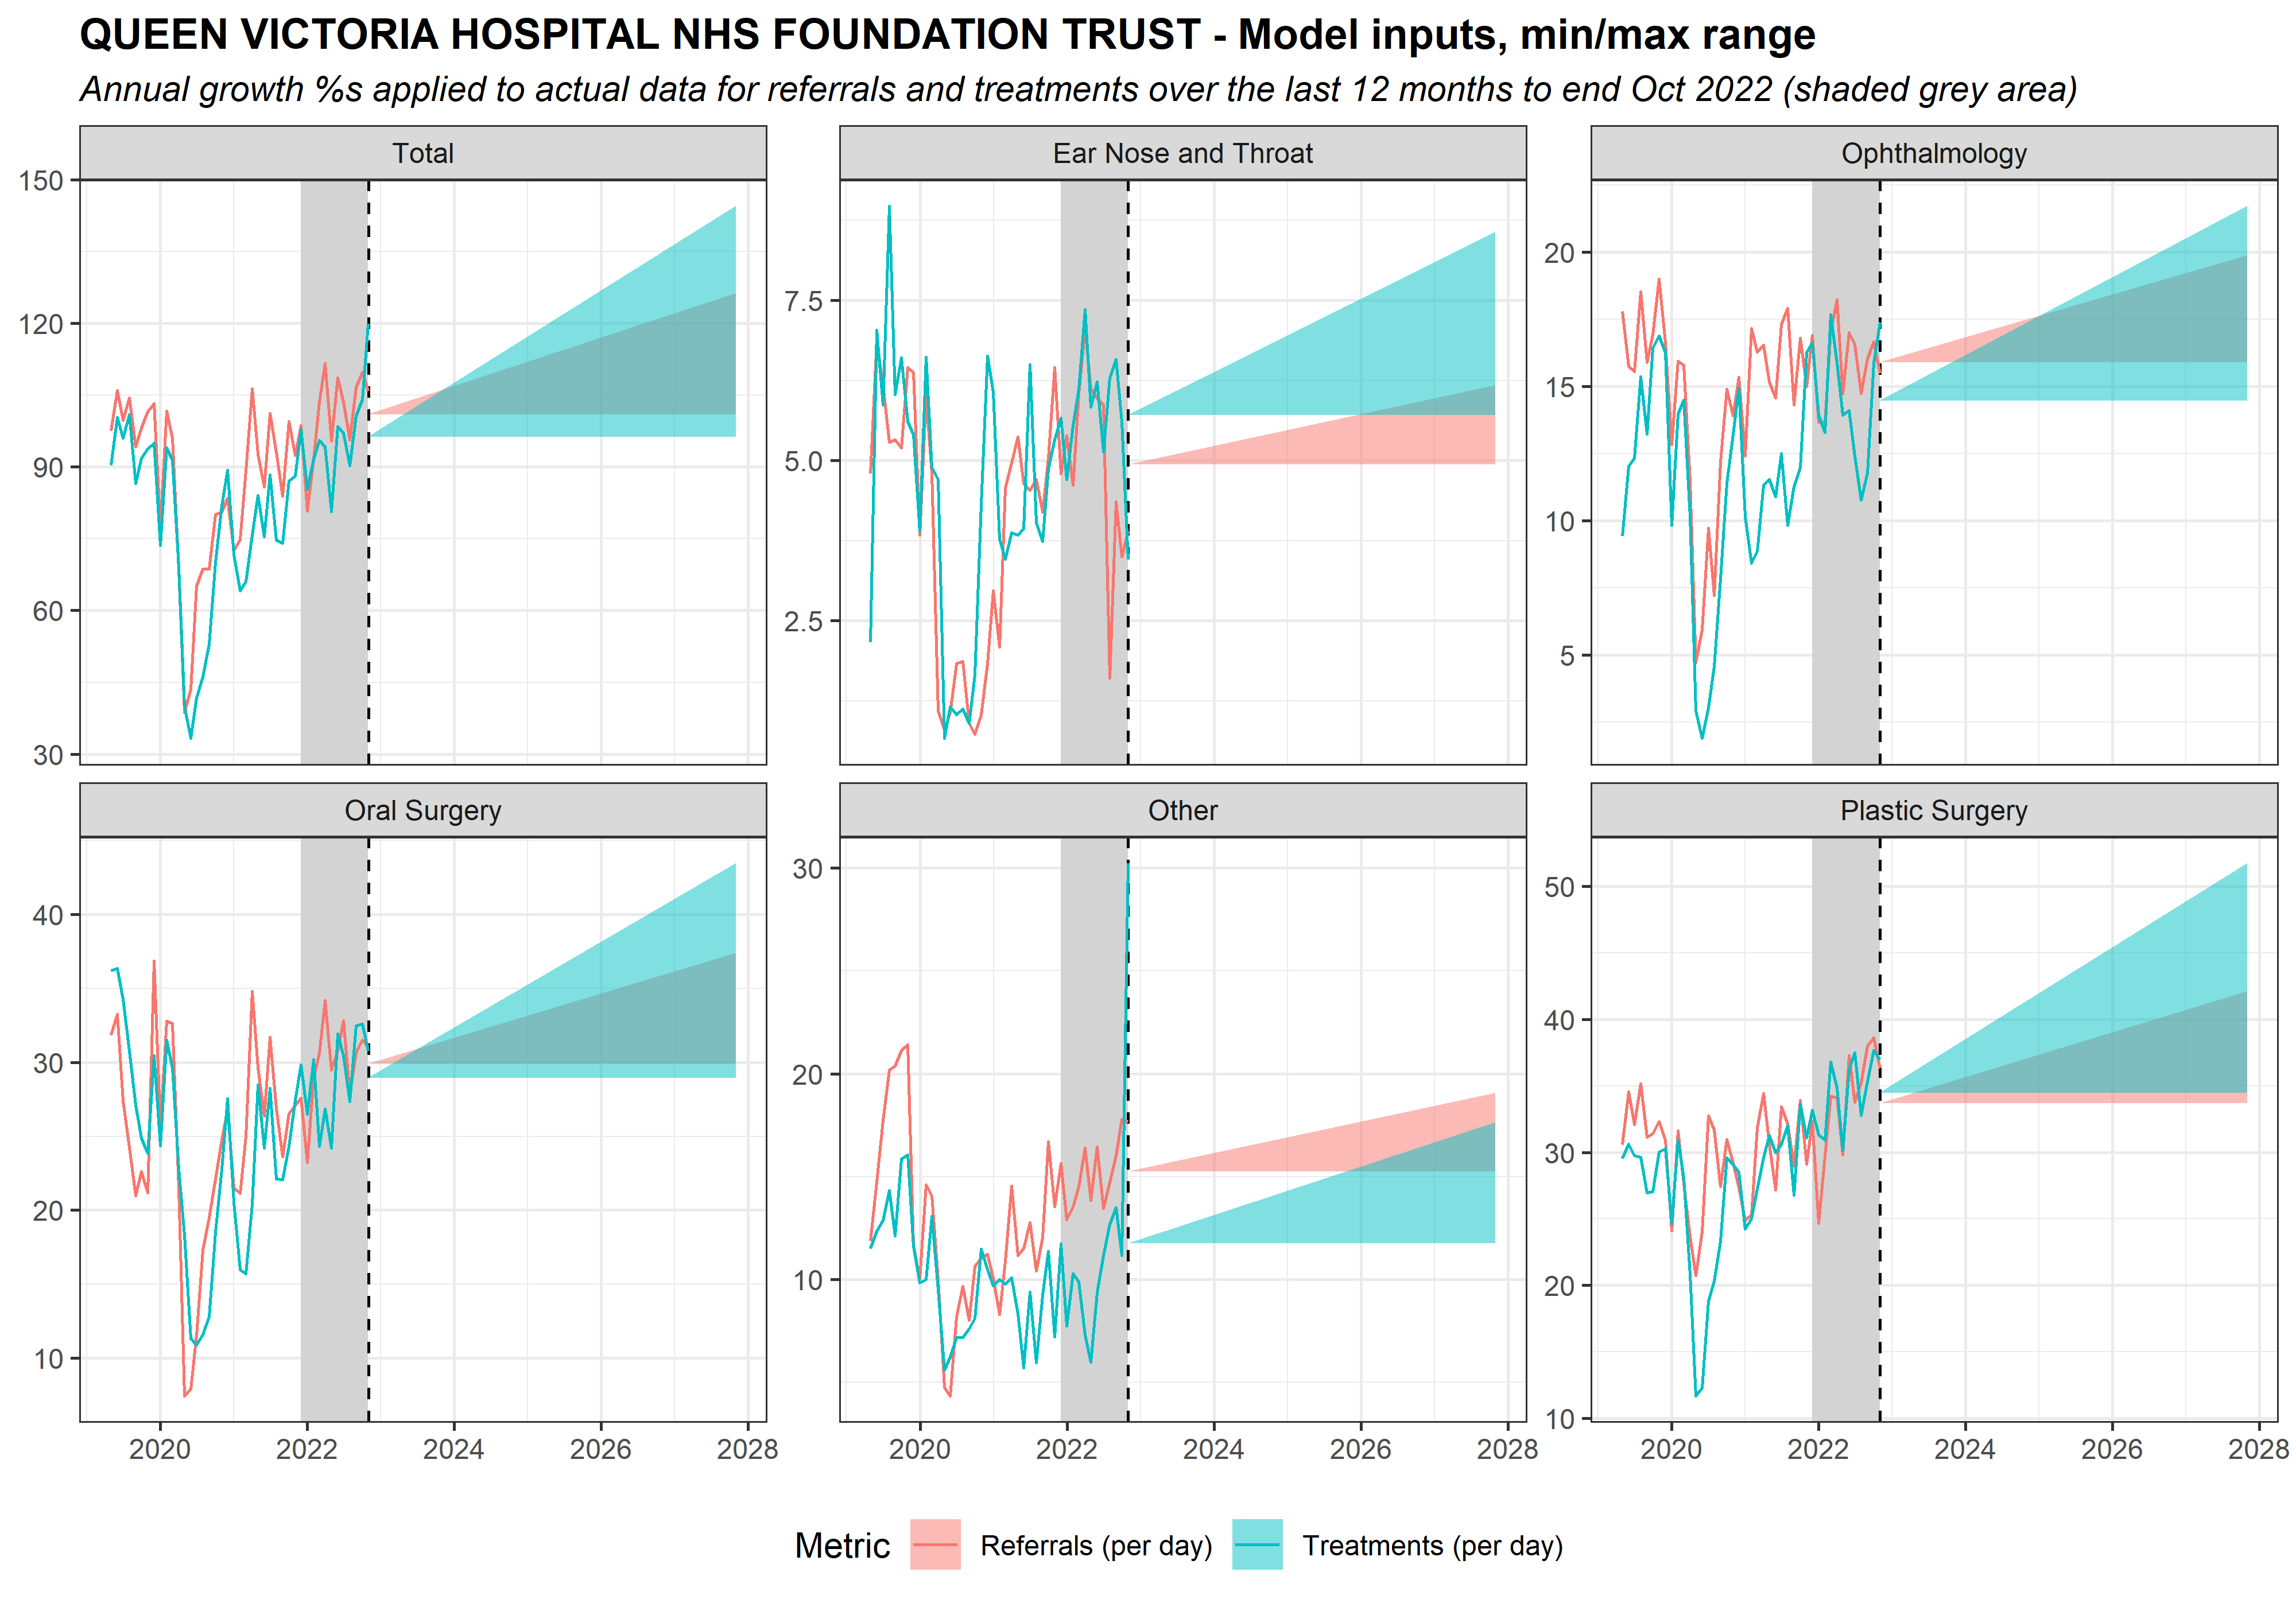 QUEEN VICTORIA HOSPITAL NHS FOUNDATION TRUST - Model inputs, min/max range
Annual growth %s applied to actual data for referrals and treatments over the last 12 months to end Oct 2022 (shaded grey area)
Total
Ear Nose and Throat
Ophthalmology
150
120
90
60
30
7.5
5.0
2.5
20
15
10
5
Oral Surgery
Other
Plastic Surgery
40
30
20
10
30
20
10
50
40
30
20
10
2020 2022 2024 2026 2028
2020 2022 2024 2026 2028
2020 2022 2024 2026 2028
Metric Referrals (per day) Treatments (per day)